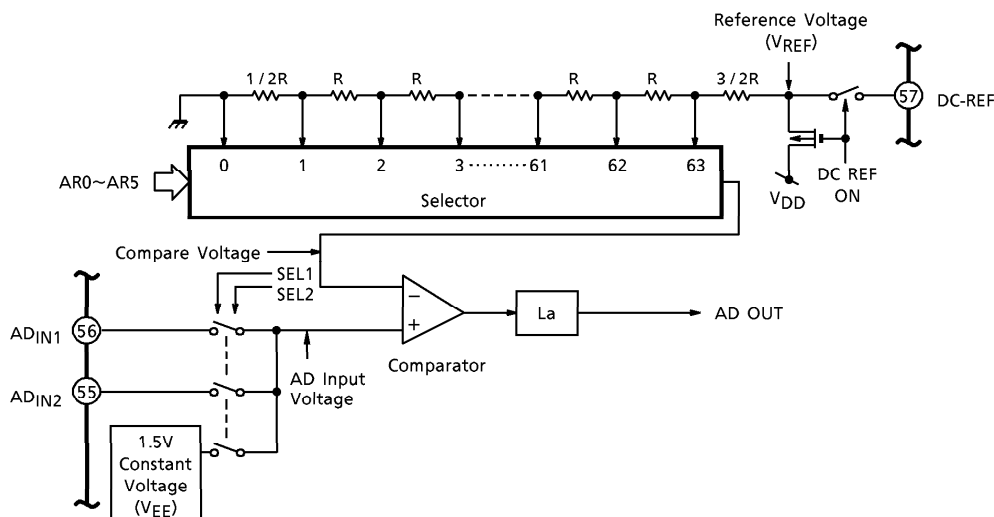 Reference Voltage
(VREF)
1 / 2R R R R R 3 / 2R
57 DC-REF
0 1 2 3 ········ 61 62 63
AR0~AR5
Selector
VDD
DC REF
ON
Compare Voltage
SEL1
SEL2
−
+
La
AD OUT
Comparator
ADIN1 56
AD Input
Voltage
ADIN2 55
1.5V
Constant
Voltage
(VEE)